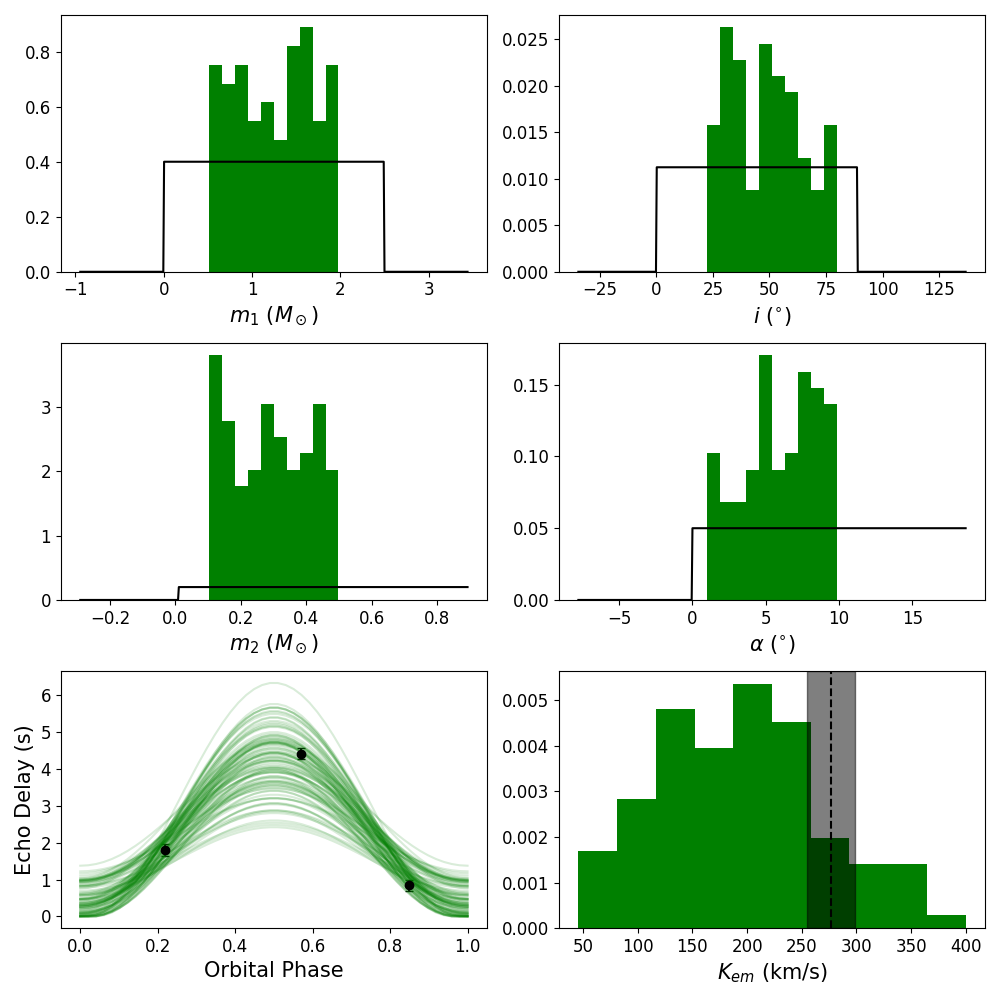 0.8
0.6
0.4
0.2
0.0
−1 0 1 2 3
m₁ (M⊙)
0.025
0.020
0.015
0.010
0.005
0.000
−25 0 25 50 75 100 125
i (°)
3
2
1
0
−0.2 0.0 0.2 0.4 0.6 0.8
m₂ (M⊙)
0.15
0.10
0.05
0.00
−5 0 5 10 15
α (°)
6
5
4
3
2
1
0
Echo Delay (s)
0.0 0.2 0.4 0.6 0.8 1.0
Orbital Phase
0.005
0.004
0.003
0.002
0.001
0.000
50 100 150 200 250 300 350 400
K_em (km/s)